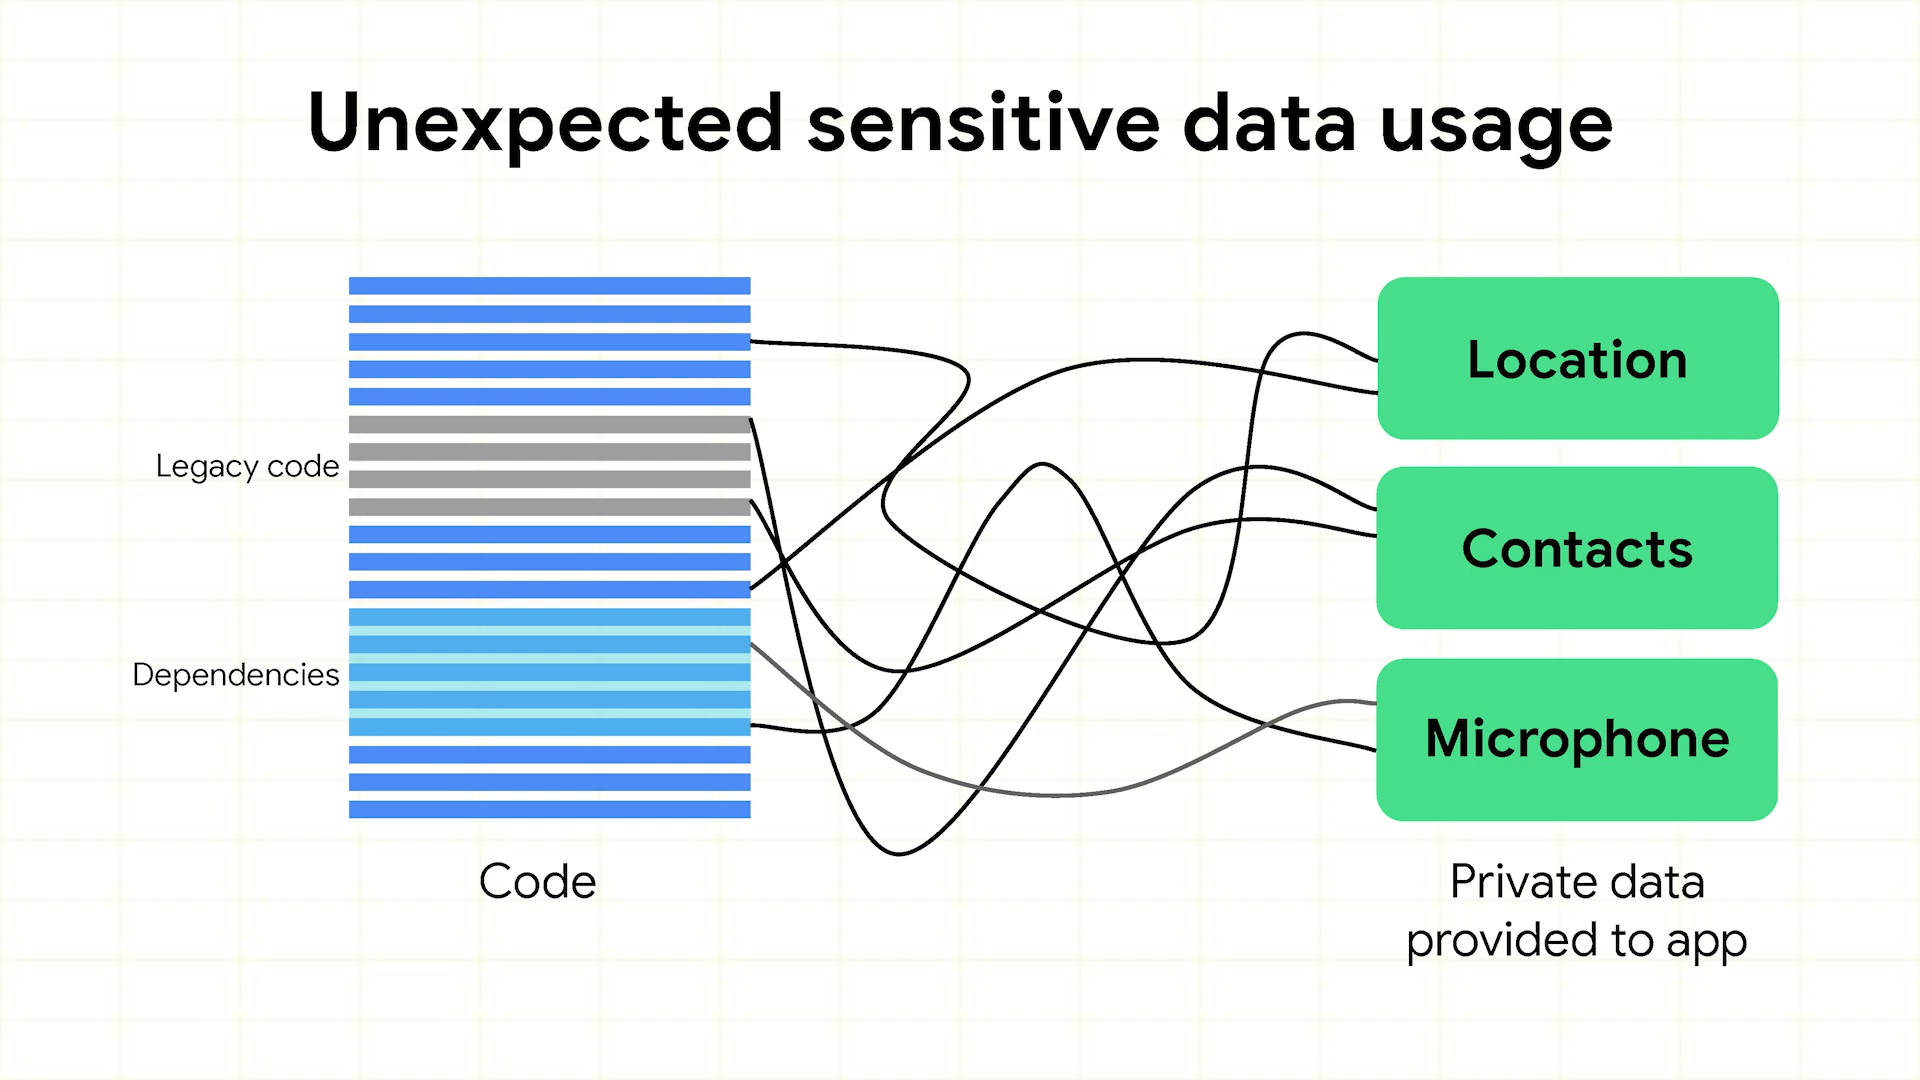 Unexpected sensitive data usage
Legacy code
Dependencies
Code
Location
Contacts
Microphone
Private data
provided to app